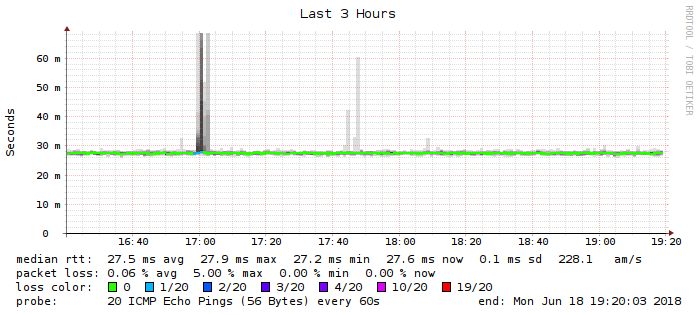 Last 3 Hours
RRDTOOL / TOBI OETIKER
Seconds
60 m
50 m
40 m
30 m
20 m
10 m
0
16:40 17:00 17:20 17:40 18:00 18:20 18:40 19:00 19:20
median rtt: 27.5 ms avg 27.9 ms max 27.2 ms min 27.6 ms now 0.1 ms sd 228.1 am/s
packet loss: 0.06 % avg 5.00 % max 0.00 % min 0.00 % now
loss color: 0 1/20 2/20 3/20 4/20 10/20 19/20
probe: 20 ICMP Echo Pings (56 Bytes) every 60s end: Mon Jun 18 19:20:03 2018